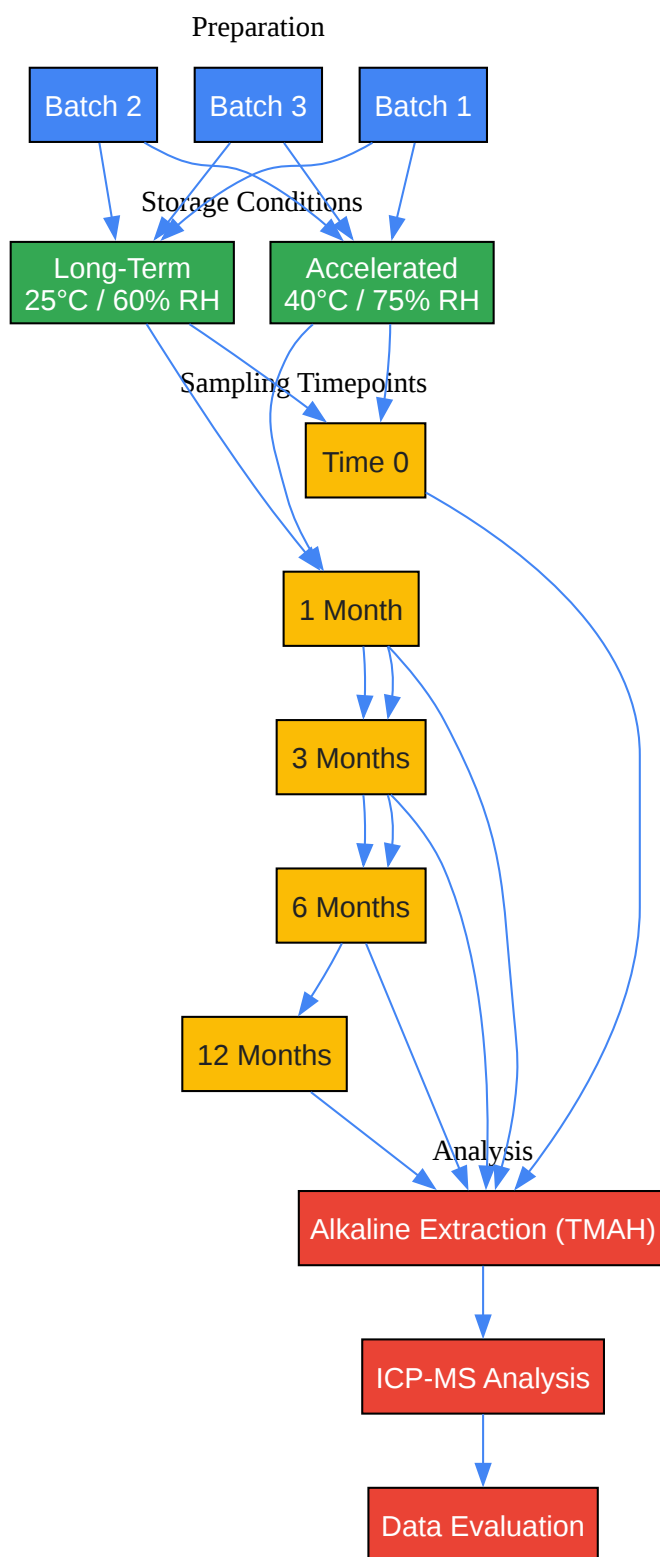 Preparation
Batch 2
Batch 3
Batch 1
Storage Conditions
Long-Term
25°C / 60% RH
Accelerated
40°C / 75% RH
Sampling Timepoints
Time 0
1 Month
3 Months
6 Months
12 Months
Analysis
Alkaline Extraction (TMAH)
ICP-MS Analysis
Data Evaluation